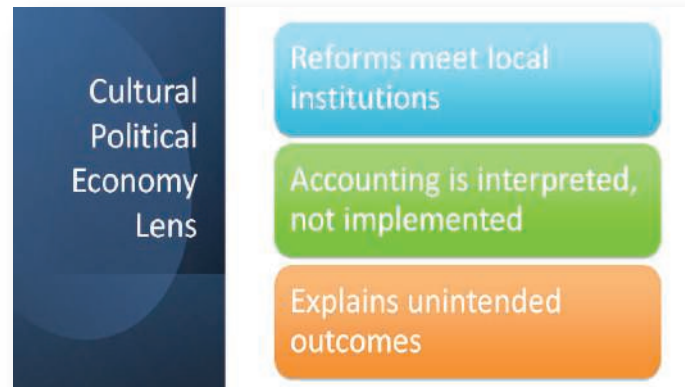 Cultural
Political
Economy
Lens
Reforms meet local
institutions
Accounting is interpreted,
not implemented
Explains unintended
outcomes